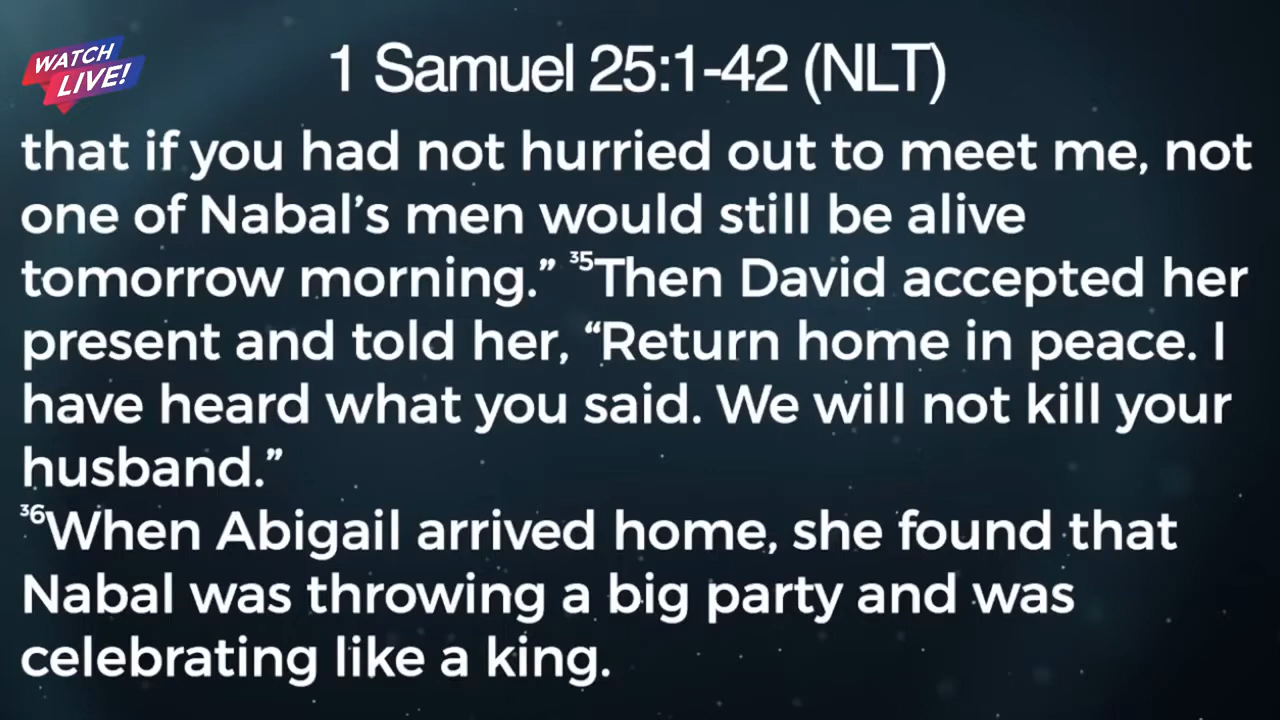 WATCH
LIVE!
1 Samuel 25:1-42 (NLT)
that if you had not hurried out to meet me, not
one of Nabal’s men would still be alive
tomorrow morning.” ³⁵Then David accepted her
present and told her, “Return home in peace. I
have heard what you said. We will not kill your
husband.”
³⁶When Abigail arrived home, she found that
Nabal was throwing a big party and was
celebrating like a king.